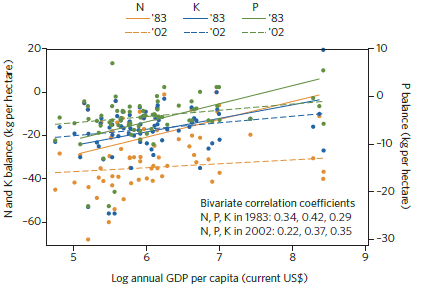 N K P
'83 '83 '83
'02 '02 '02
20 10
0 0
-20 -10
-40 -20
-60 -30
N and K balance (kg per hectare)
P balance (kg per hectare)
Bivariate correlation coefficients
N, P, K in 1983: 0.34, 0.42, 0.29
N, P, K in 2002: 0.22, 0.37, 0.35
5 6 7 8 9
Log annual GDP per capita (current US$)